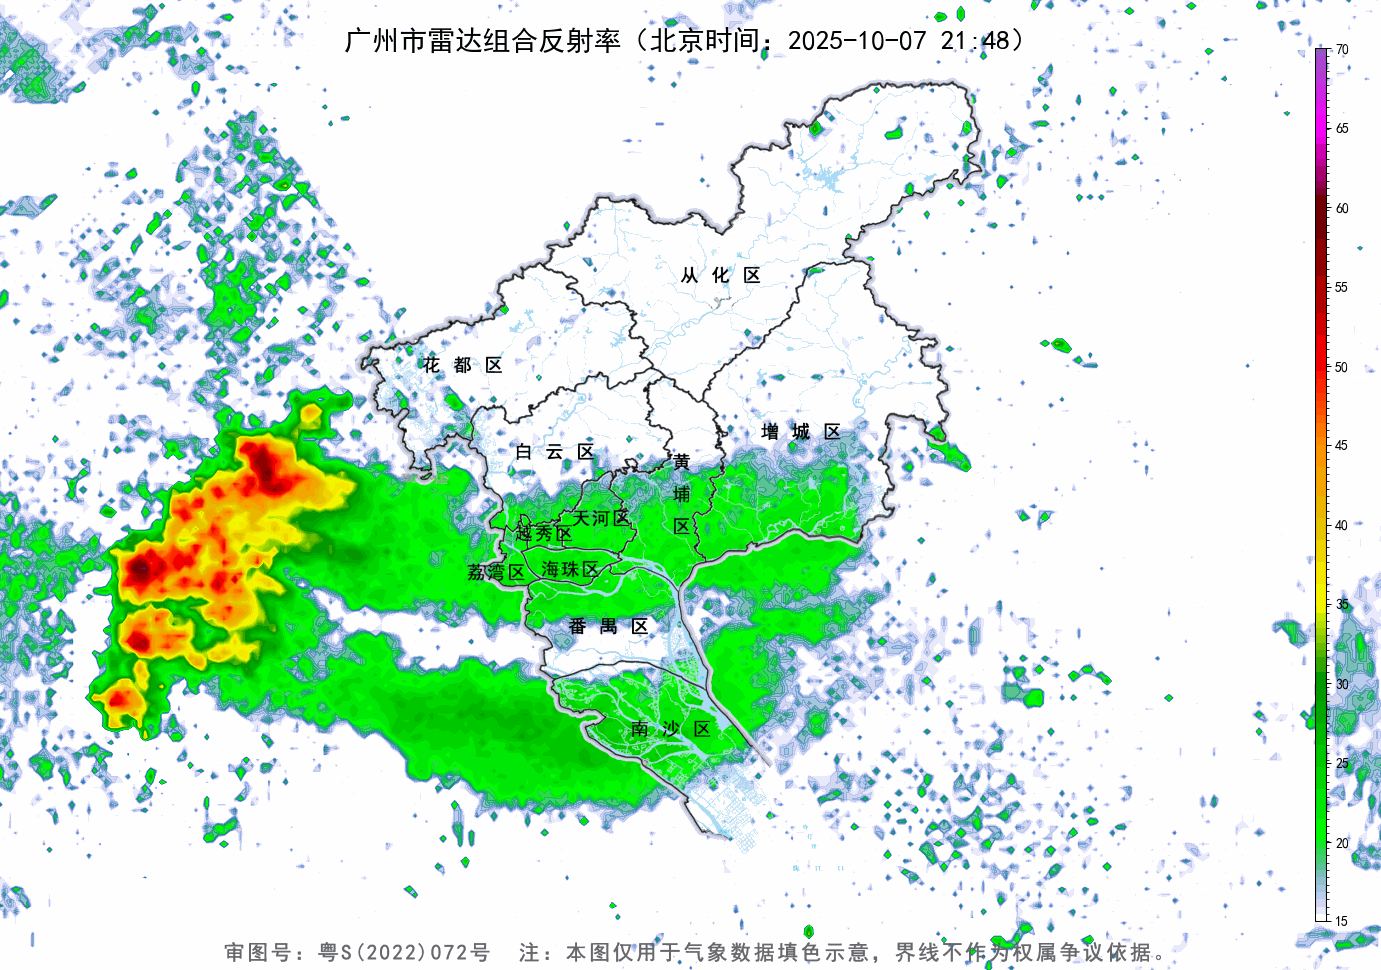 广州市雷达组合反射率（北京时间：2025-10-07 21:48）
70
65
60
55
50
45
40
35
30
25
20
15
从化区
花都区
增城区
白云区
黄埔区
天河区
越秀区
荔湾区
海珠区
番禺区
南沙区
审图号：粤S(2022)072号 注：本图仅用于气象数据填色示意，界线不作为权属争议依据。